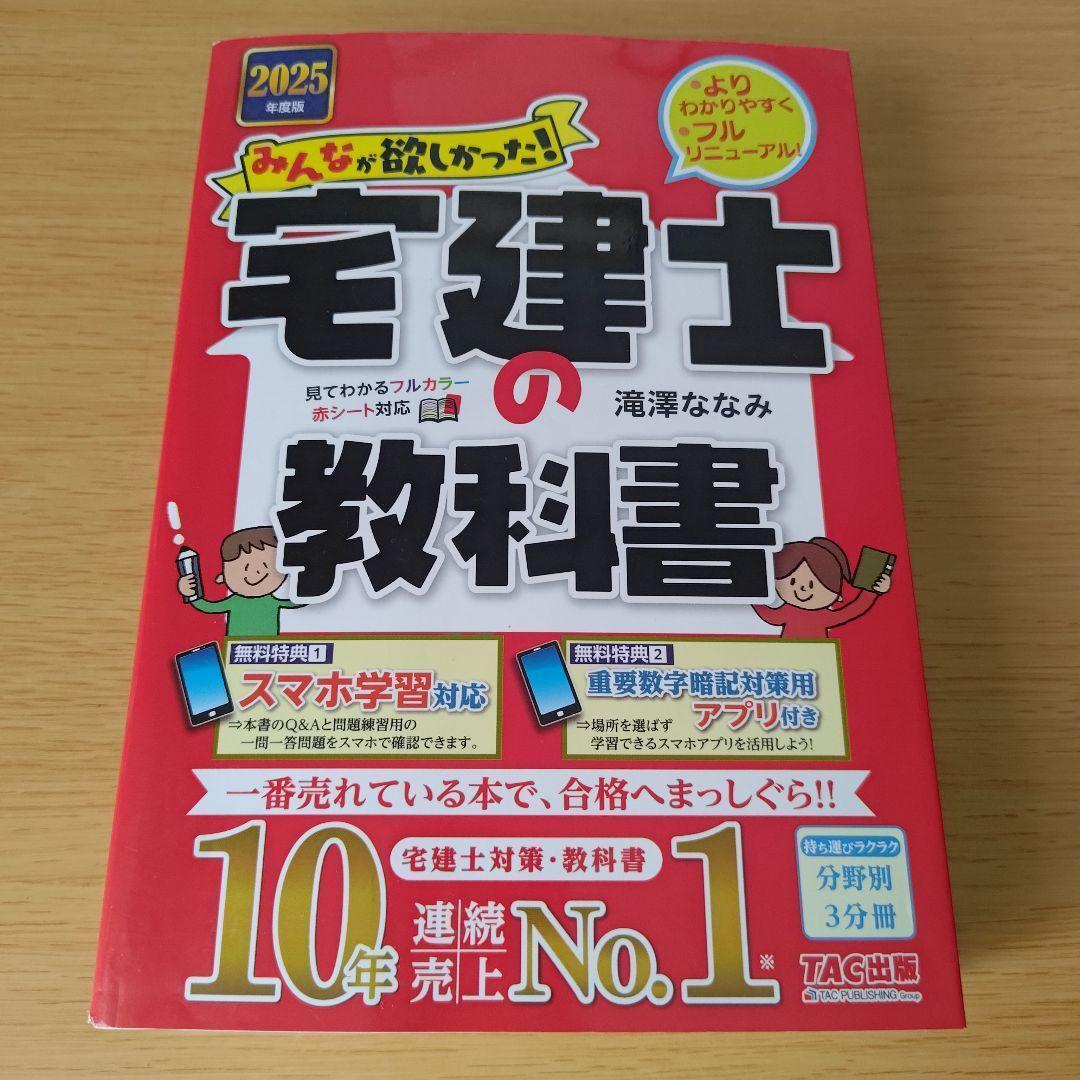 2025
年度版
・より
わかりやすく
・フル
リニューアル!
みんなが欲しかった!
宅建士
の
見てわかるフルカラー
赤シート対応
滝澤ななみ
教科書
!
無料特典1
スマホ学習対応
⇒本書のQ&Aと問題練習用の
一問一答問題をスマホで確認できます。
無料特典2
重要数字暗記対策用
アプリ付き
⇒場所を選ばず
学習できるスマホアプリを活用しよう!
一番売れている本で、合格へまっしぐら!!
10年
宅建士対策・教科書
連続
売上
No.1
※
持ち運びラクラク
分野別
3分冊
TAC出版
TAC PUBLISHING Group